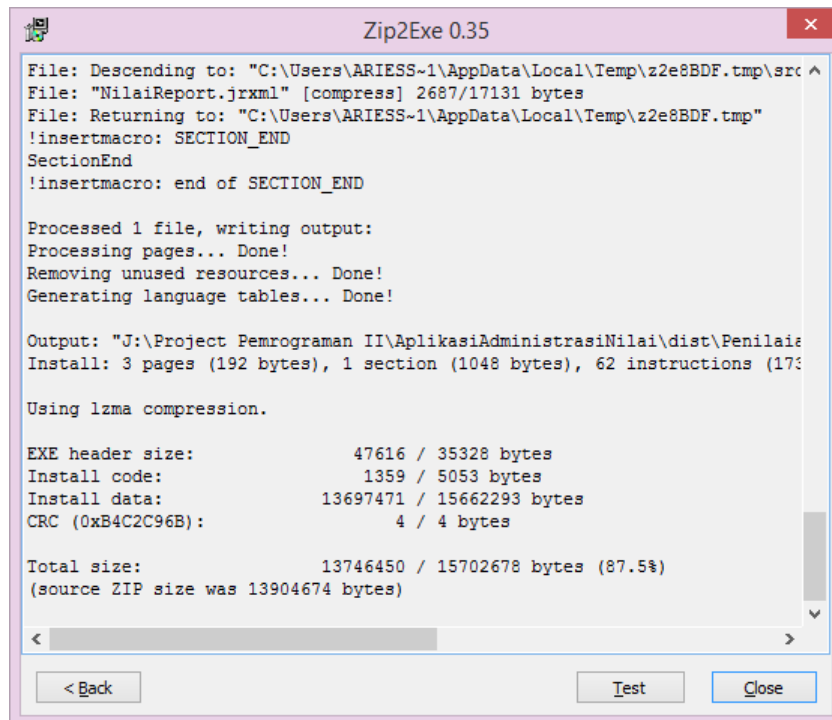 Zip2Exe 0.35
File: Descending to: "C:\Users\ARIESS~1\AppData\Local\Temp\z2e8BDF.tmp\src
File: "NilaiReport.jrxml" [compress] 2687/17131 bytes
File: Returning to: "C:\Users\ARIESS~1\AppData\Local\Temp\z2e8BDF.tmp"
!insertmacro: SECTION_END
SectionEnd
!insertmacro: end of SECTION_END
Processed 1 file, writing output:
Processing pages... Done!
Removing unused resources... Done!
Generating language tables... Done!
Output: "J:\Project Pemrograman II\AplikasiAdministrasiNilai\dist\Penilaia
Install: 3 pages (192 bytes), 1 section (1048 bytes), 62 instructions (173
Using lzma compression.
EXE header size: 47616 / 35328 bytes
Install code: 1359 / 5053 bytes
Install data: 13697471 / 15662293 bytes
CRC (0xB4C2C96B): 4 / 4 bytes
Total size: 13746450 / 15702678 bytes (87.5%)
(source ZIP size was 13904674 bytes)
< Back Test Close